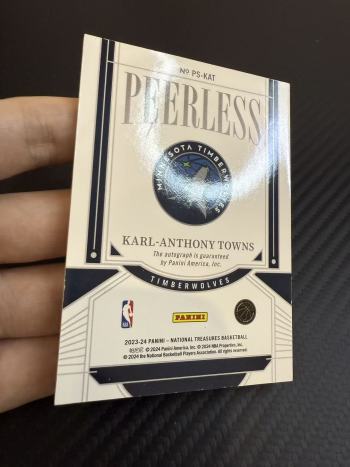 Nº PS-KAT
PEERLESS
MINNESOTA TIMBERWOLVES
KARL-ANTHONY TOWNS
The autograph is guaranteed
by Panini America, Inc.
TIMBERWOLVES
NBA
PANINI
2023-24 PANINI – NATIONAL TREASURES BASKETBALL
© 2024 Panini America, Inc. © 2024 NBA Properties, Inc.
© 2024 the National Basketball Players Association. All rights reserved.